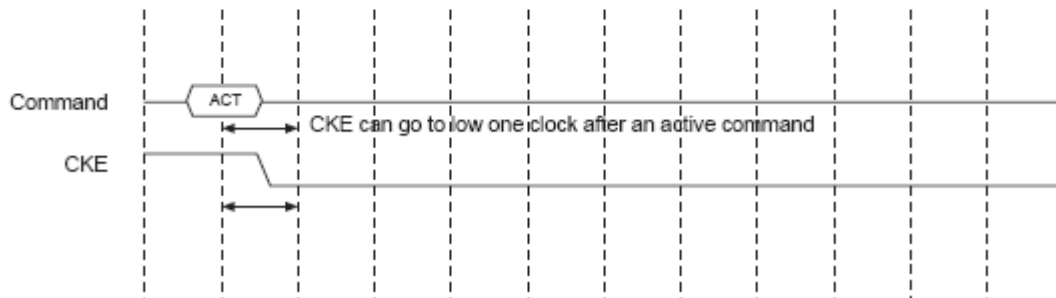 Command
ACT
CKE can go to low one clock after an active command
CKE